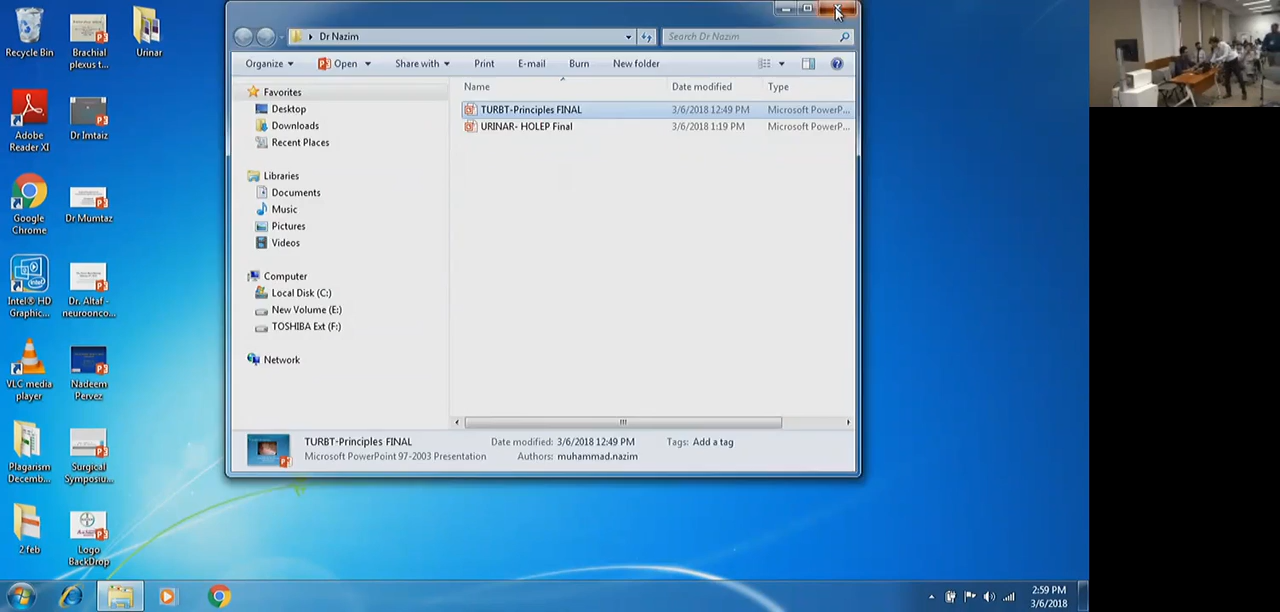 Recycle Bin
Brachial
plexus t...
Urinar
Adobe
Reader XI
Dr Imtaiz
Google
Chrome
Dr Mumtaz
Intel® HD
Graphic...
Dr. Altaf -
neuroonco...
VLC media
player
Nadeem
Pervez
Plagarism
Decemb...
Surgical
Symposiu...
2 feb
Logo
BackDrop
Dr Nazim
Search Dr Nazim
Organize
Open
Share with
Print
E-mail
Burn
New folder
Favorites
Desktop
Downloads
Recent Places
Libraries
Documents
Music
Pictures
Videos
Computer
Local Disk (C:)
New Volume (E:)
TOSHIBA Ext (F:)
Network
Name Date modified Type
TURBT-Principles FINAL 3/6/2018 12:49 PM Microsoft PowerP...
URINAR- HOLEP Final 3/6/2018 1:19 PM Microsoft PowerP...
TURBT-Principles FINAL Date modified: 3/6/2018 12:49 PM Tags: Add a tag
Microsoft PowerPoint 97-2003 Presentation Authors: muhammad.nazim
2:59 PM
3/6/2018